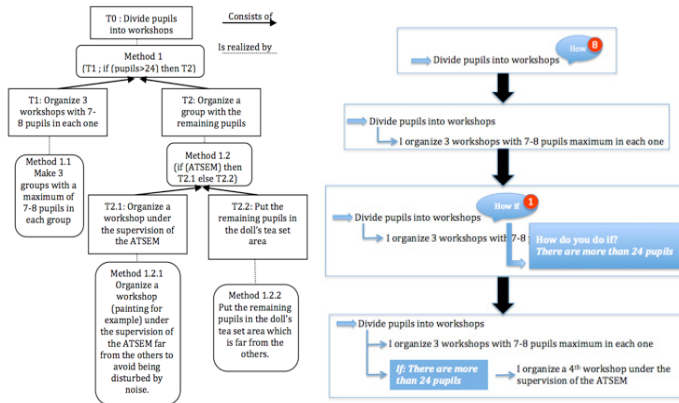 T0 : Divide pupils
into workshops
Consists of
Is realized by
Method 1
(T1 ; if (pupils>24) then T2)
T1: Organize 3
workshops with 7-
8 pupils in each one
T2: Organize a
group with the
remaining pupils
Method 1.1
Make 3
groups with a
maximum of
7-8 pupils in
each group
Method 1.2
(if (ATSEM) then
T2.1 else T2.2)
T2.1: Organize a
workshop under
the supervision of
the ATSEM
T2.2: Put the
remaining pupils in
the doll's tea set
area
Method 1.2.1
Organize a
workshop
(painting for
example) under
the supervision of
the ATSEM far
from the others to
avoid being
disturbed by
noise.
Method 1.2.2
Put the remaining
pupils in the doll's
tea set area which
is far from the
others.
How 8
Divide pupils into workshops
Divide pupils into workshops
I organize 3 workshops with 7-8 pupils maximum in each one
How if 1
Divide pupils into workshops
I organize 3 workshops with 7-8
How do you do if?
There are more than 24 pupils
Divide pupils into workshops
I organize 3 workshops with 7-8 pupils maximum in each one
If: There are more
than 24 pupils
I organize a 4th workshop under the
supervision of the ATSEM